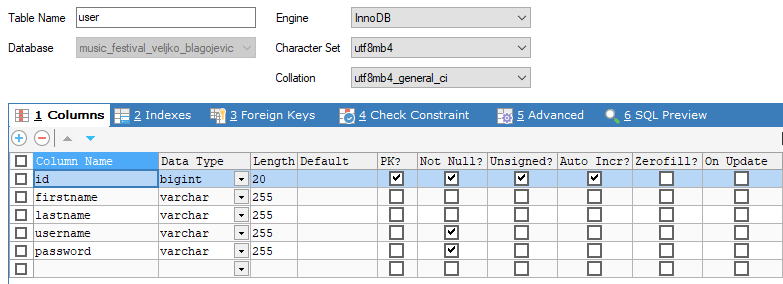 Table Name user Engine InnoDB
Database music_festival_veljko_blagojevic Character Set utf8mb4
Collation utf8mb4_general_ci
1 Columns 2 Indexes 3 Foreign Keys 4 Check Constraint 5 Advanced 6 SQL Preview
Column Name Data Type Length Default PK? Not Null? Unsigned? Auto Incr? Zerofill? On Update
id bigint 20
firstname varchar 255
lastname varchar 255
username varchar 255
password varchar 255